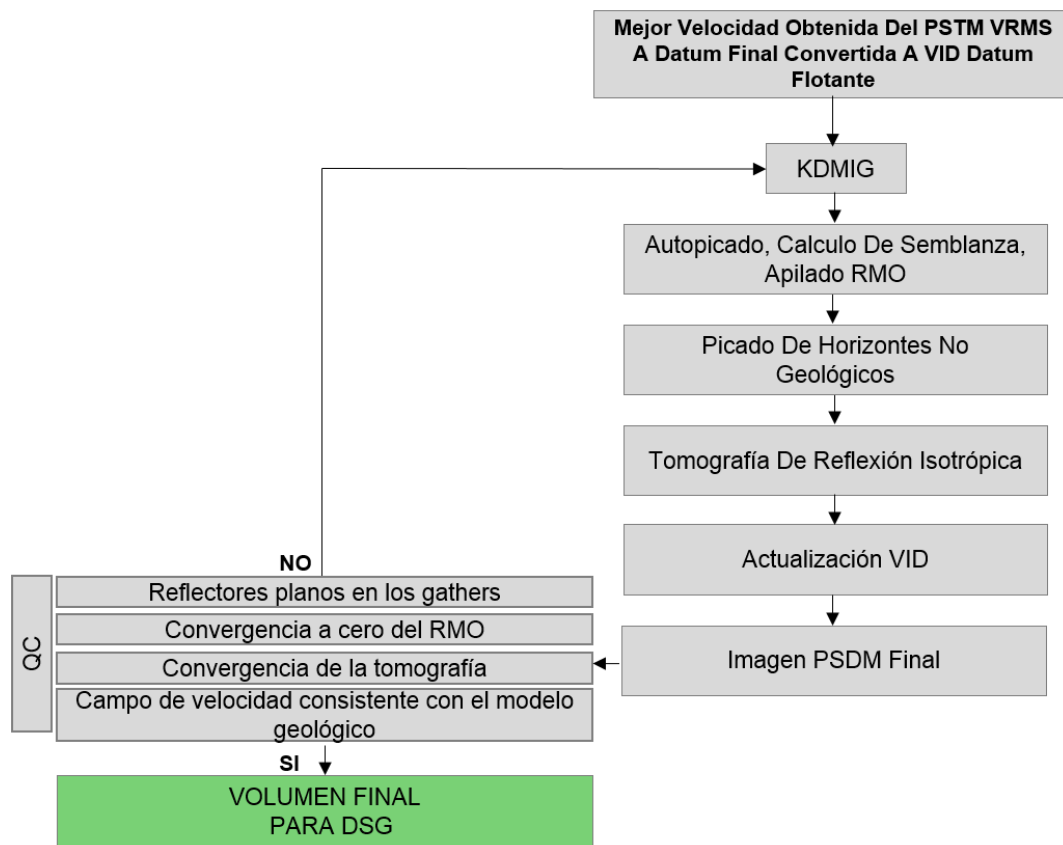 Mejor Velocidad Obtenida Del PSTM VRMS
A Datum Final Convertida A VID Datum
Flotante
KDMIG
Autopicado, Calculo De Semblanza,
Apilado RMO
Picado De Horizontes No
Geológicos
Tomografía De Reflexión Isotrópica
Actualización VID
Imagen PSDM Final
NO
QC
Reflectores planos en los gathers
Convergencia a cero del RMO
Convergencia de la tomografía
Campo de velocidad consistente con el modelo
geológico
SI
VOLUMEN FINAL
PARA DSG